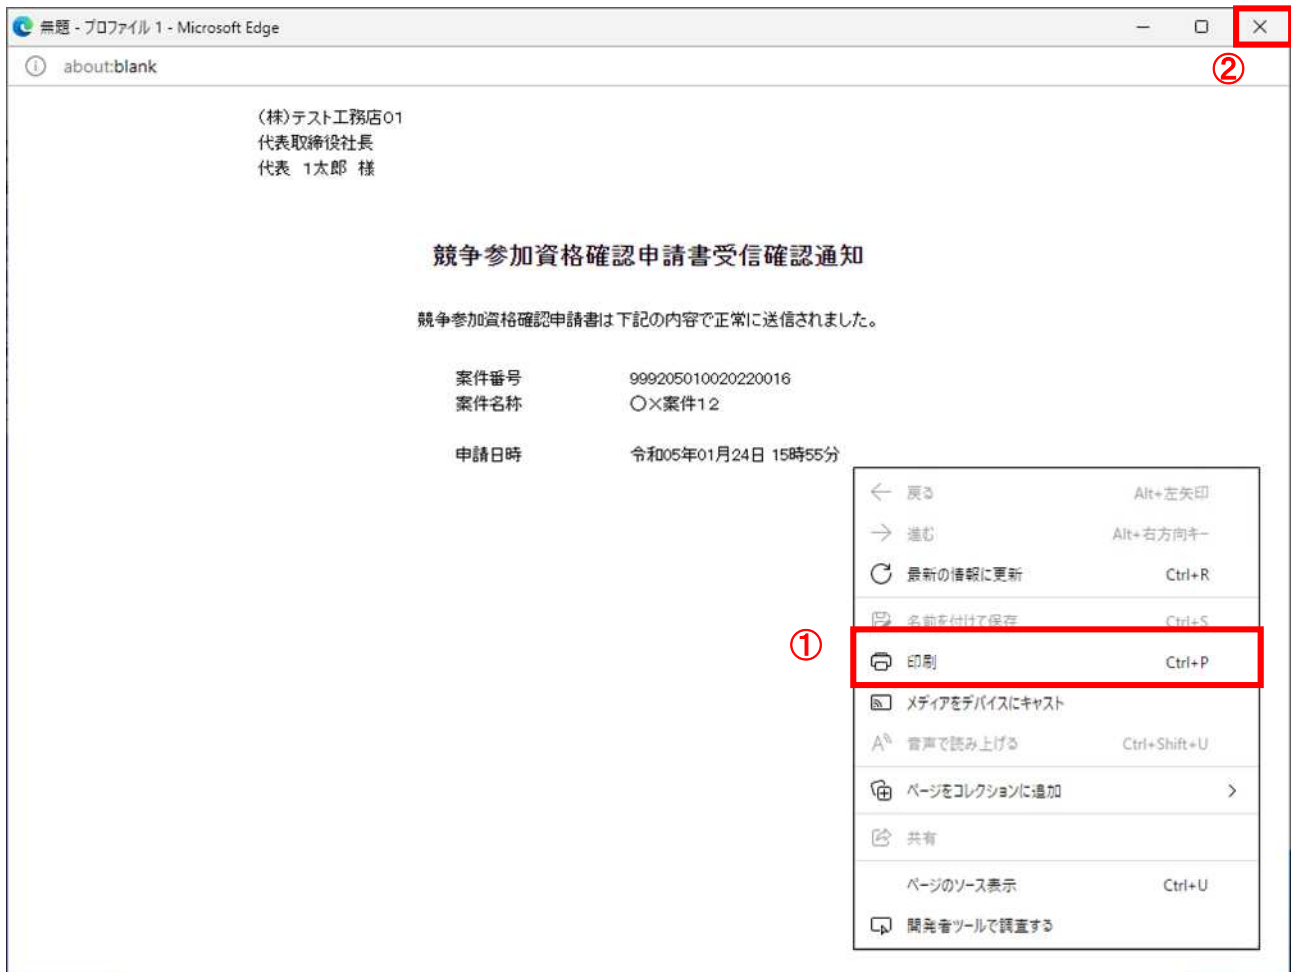 無題 - プロファイル 1 - Microsoft Edge
②
about:blank
(株)テスト工務店01
代表取締役社長
代表 1太郎 様
競争参加資格確認申請書受信確認通知
競争参加資格確認申請書は下記の内容で正常に送信されました。
案件番号 999205010020220016
案件名称 〇×案件12
申請日時 令和05年01月24日 15時55分
戻る Alt+左矢印
進む Alt+右方向キー
最新の情報に更新 Ctrl+R
名前を付けて保存 Ctrl+S
① 印刷 Ctrl+P
メディアをデバイスにキャスト
音声で読み上げる Ctrl+Shift+U
ページをコレクションに追加
共有
ページのソース表示 Ctrl+U
開発者ツールで調査する